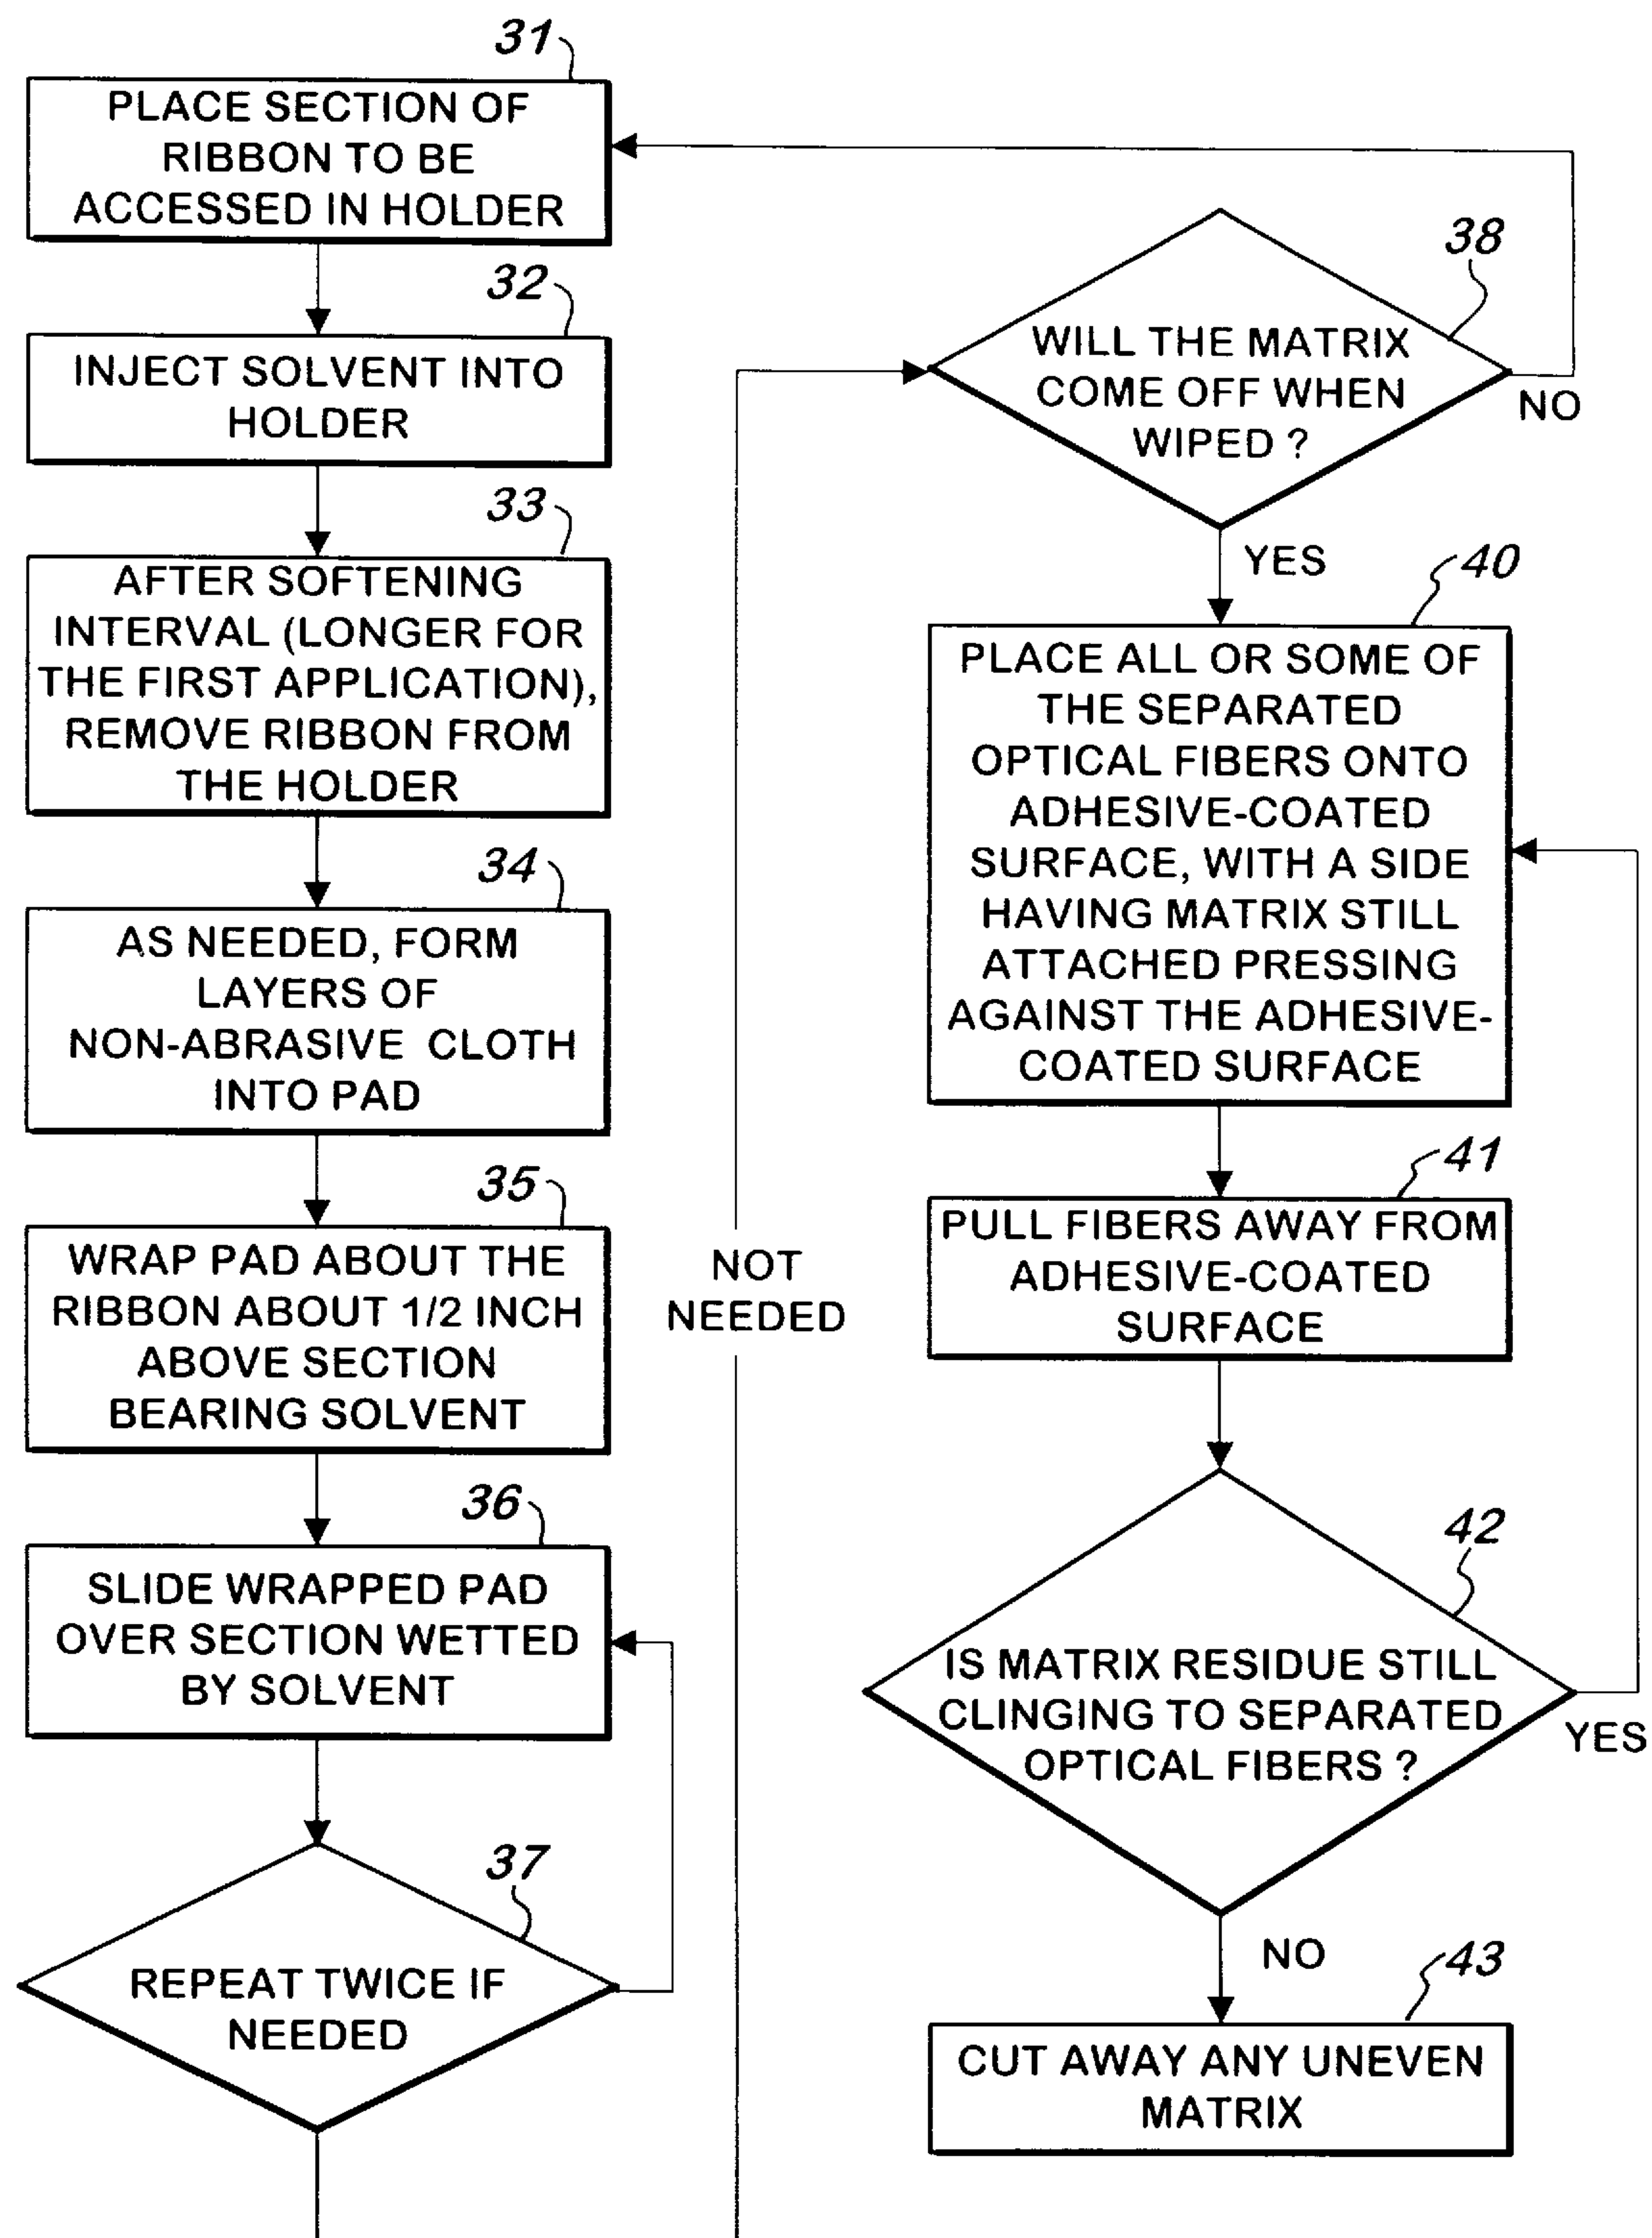 31
PLACE SECTION OF
RIBBON TO BE
ACCESSED IN HOLDER
32
INJECT SOLVENT INTO
HOLDER
33
AFTER SOFTENING
INTERVAL (LONGER FOR
THE FIRST APPLICATION),
REMOVE RIBBON FROM
THE HOLDER
34
AS NEEDED, FORM
LAYERS OF
NON-ABRASIVE CLOTH
INTO PAD
35
WRAP PAD ABOUT THE
RIBBON ABOUT 1/2 INCH
ABOVE SECTION
BEARING SOLVENT
36
SLIDE WRAPPED PAD
OVER SECTION WETTED
BY SOLVENT
37
REPEAT TWICE IF
NEEDED
NOT
NEEDED
38
WILL THE MATRIX
COME OFF WHEN
WIPED ?
NO
YES
40
PLACE ALL OR SOME OF
THE SEPARATED
OPTICAL FIBERS ONTO
ADHESIVE-COATED
SURFACE, WITH A SIDE
HAVING MATRIX STILL
ATTACHED PRESSING
AGAINST THE ADHESIVE-
COATED SURFACE
41
PULL FIBERS AWAY FROM
ADHESIVE-COATED
SURFACE
42
IS MATRIX RESIDUE STILL
CLINGING TO SEPARATED
OPTICAL FIBERS ?
YES
NO
43
CUT AWAY ANY UNEVEN
MATRIX